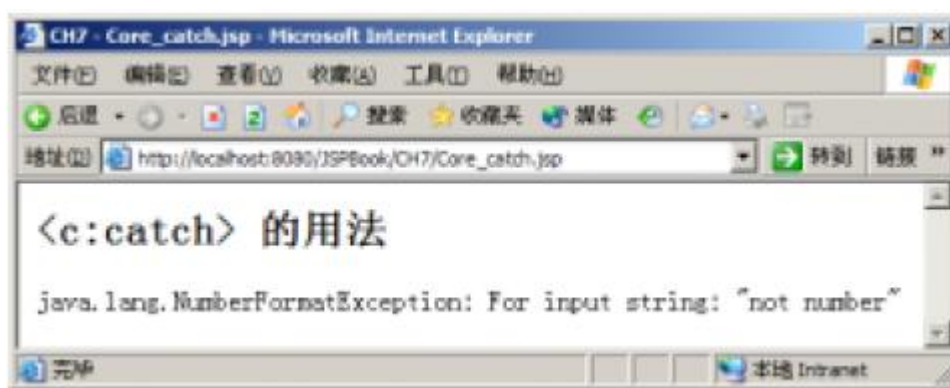 CH7 - Core_catch.jsp - Microsoft Internet Explorer
文件(F) 编辑(E) 查看(V) 收藏(A) 工具(T) 帮助(H)
后退 搜索 收藏夹 媒体
地址(D) http://localhost:8080/JSPBook/CH7/Core_catch.jsp 转到 链接 »
<c:catch> 的用法
java.lang.NumberFormatException: For input string: "not number"
完毕 本地 Intranet